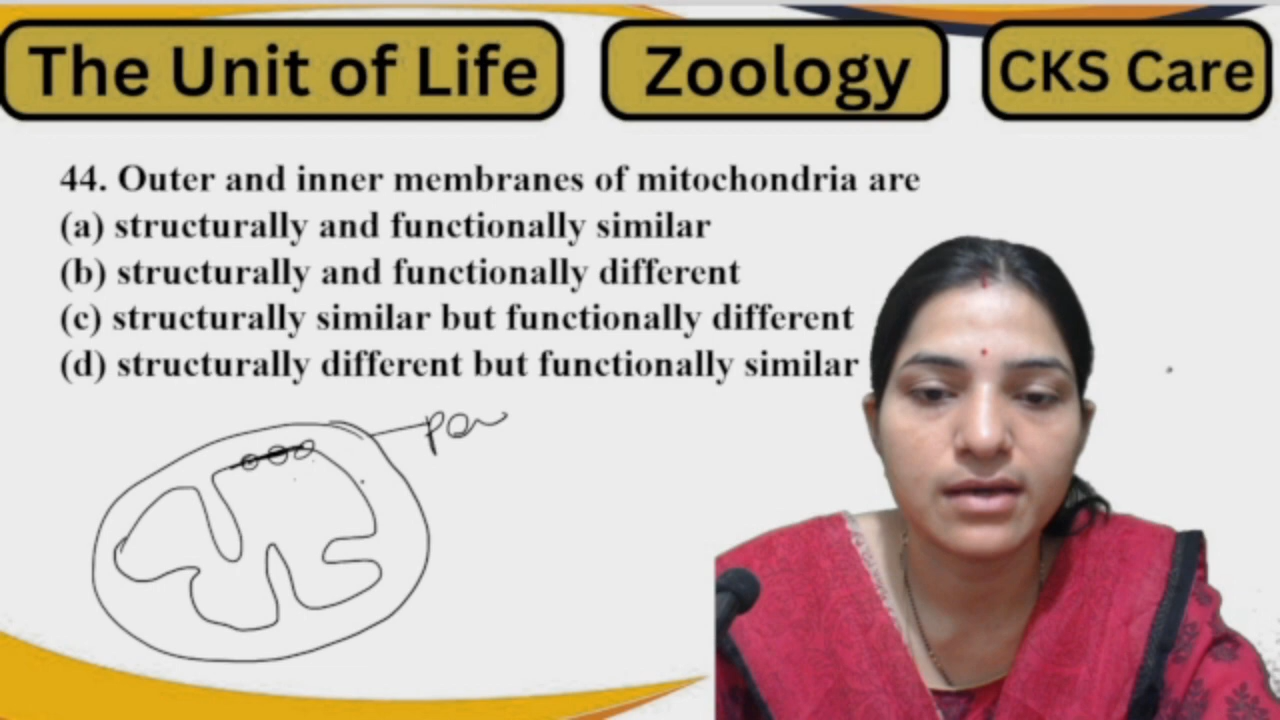 The Unit of Life
Zoology
CKS Care
44. Outer and inner membranes of mitochondria are
(a) structurally and functionally similar
(b) structurally and functionally different
(c) structurally similar but functionally different
(d) structurally different but functionally similar